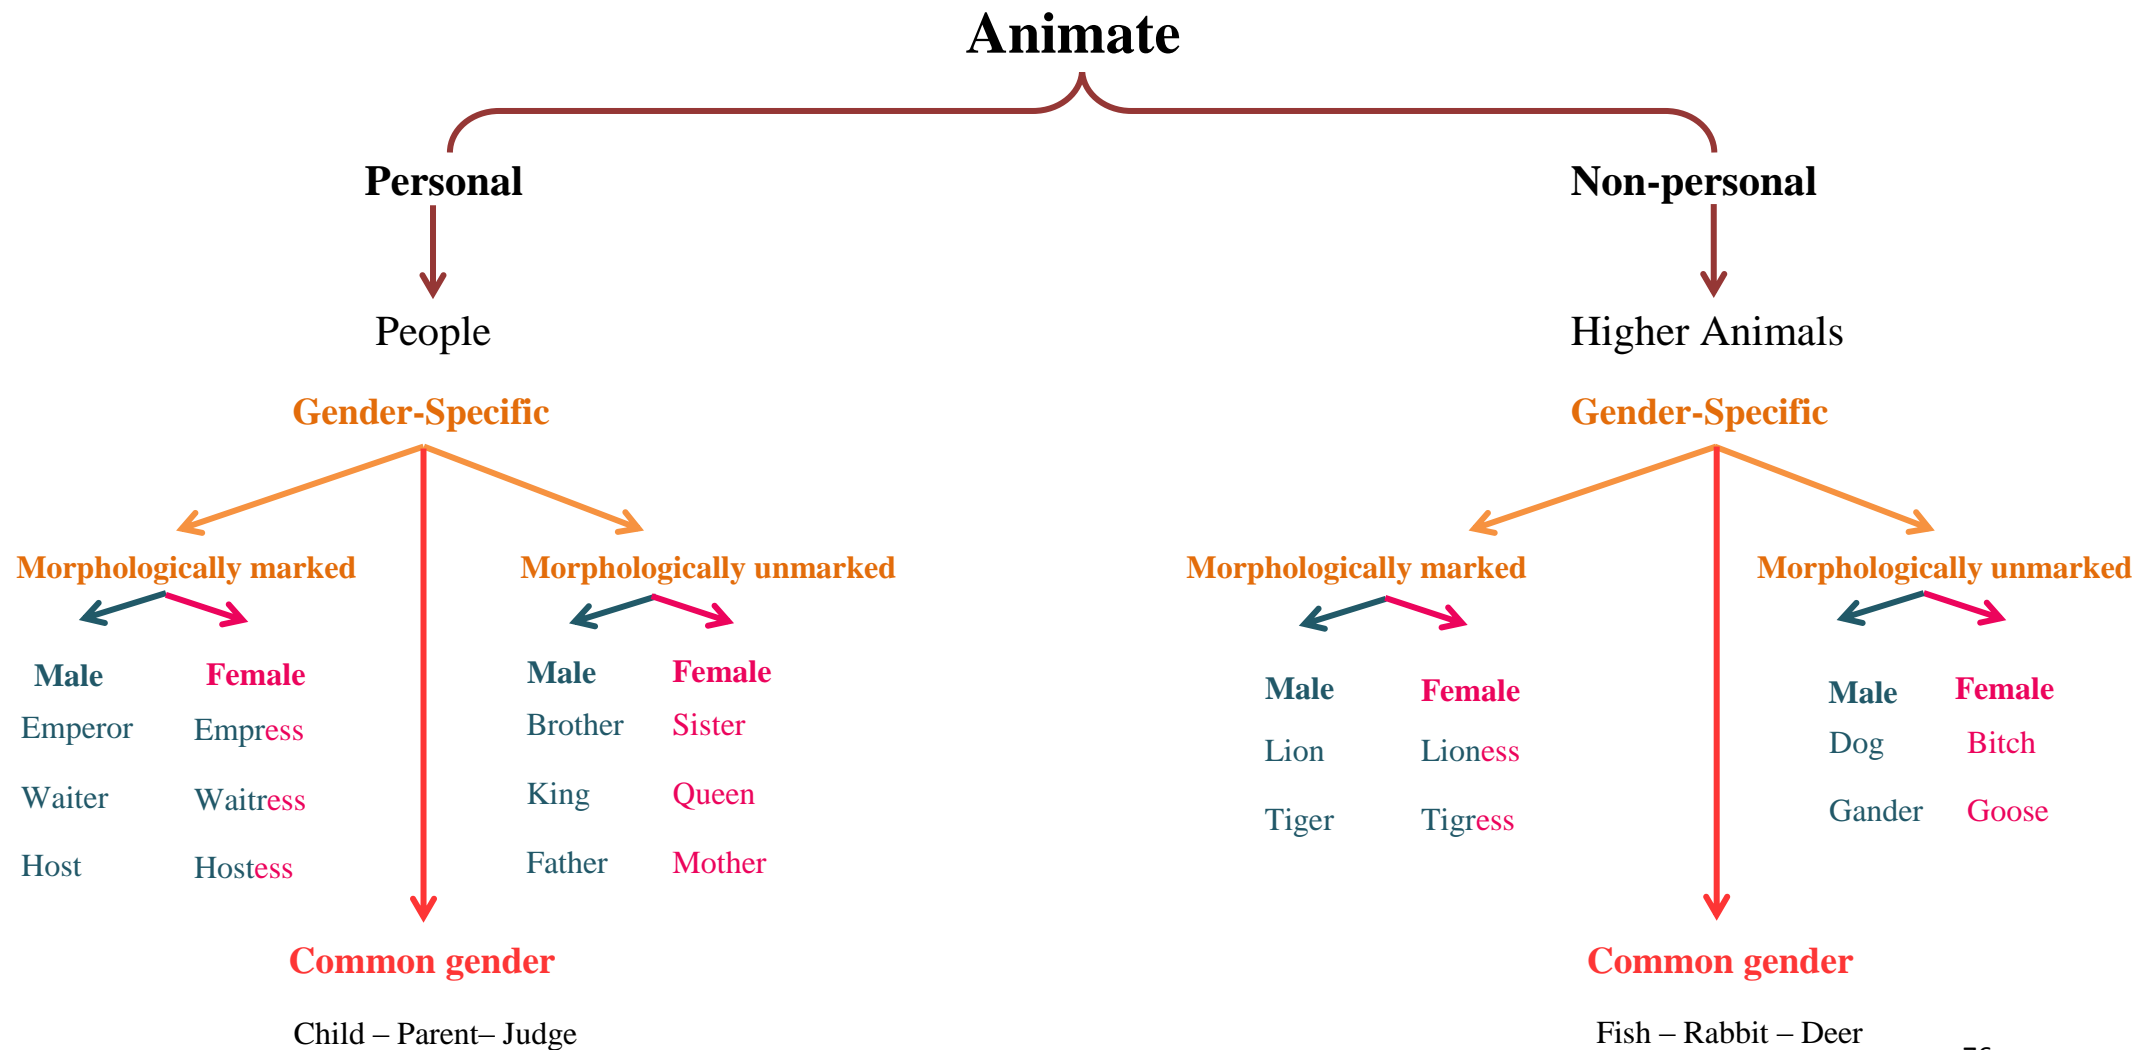 Animate
Personal
Non-personal
People
Higher Animals
Gender-Specific
Gender-Specific
Morphologically marked
Morphologically unmarked
Morphologically marked
Morphologically unmarked
Male Female
Emperor Empress
Waiter Waitress
Host Hostess
Male Female
Brother Sister
King Queen
Father Mother
Male Female
Lion Lioness
Tiger Tigress
Male Female
Dog Bitch
Gander Goose
Common gender
Common gender
Child – Parent– Judge
Fish – Rabbit – Deer